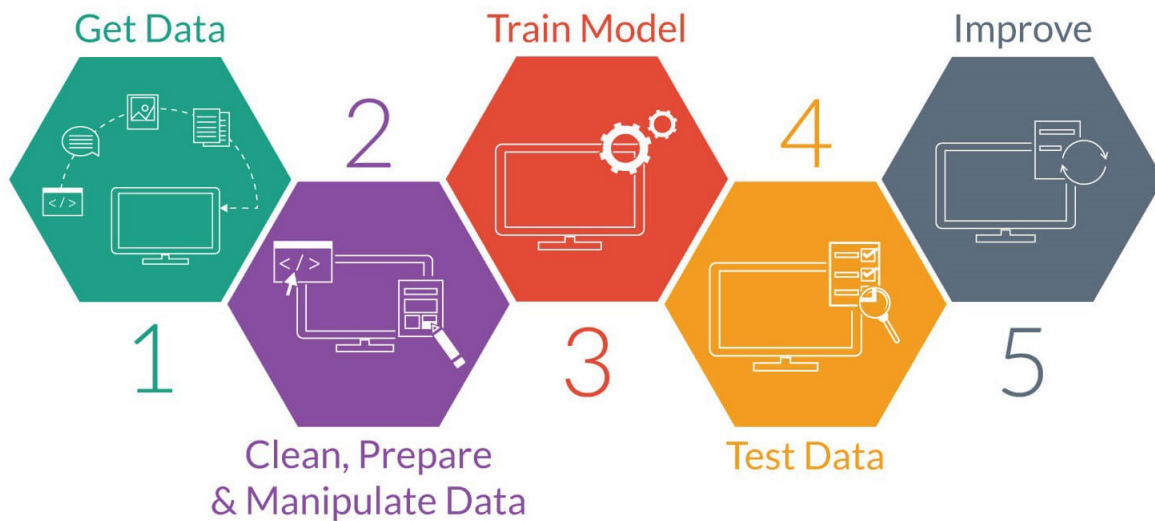 Get Data
1
2
Clean, Prepare
& Manipulate Data
Train Model
3
4
Test Data
Improve
5